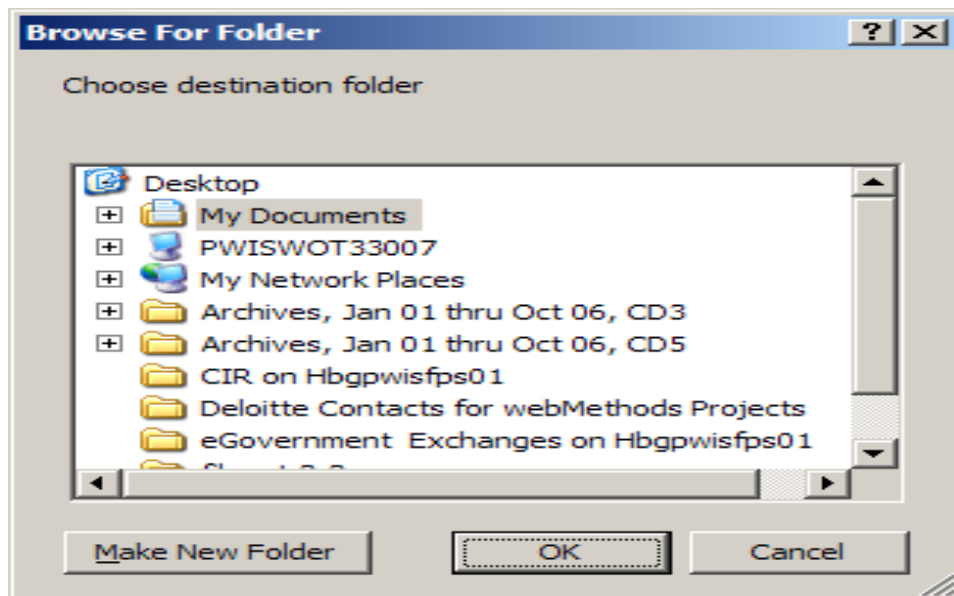 Browse For Folder
Choose destination folder
Desktop
My Documents
PWISWOT33007
My Network Places
Archives, Jan 01 thru Oct 06, CD3
Archives, Jan 01 thru Oct 06, CD5
CIR on Hbgpwisfps01
Deloitte Contacts for webMethods Projects
eGovernment Exchanges on Hbgpwisfps01
Make New Folder OK Cancel